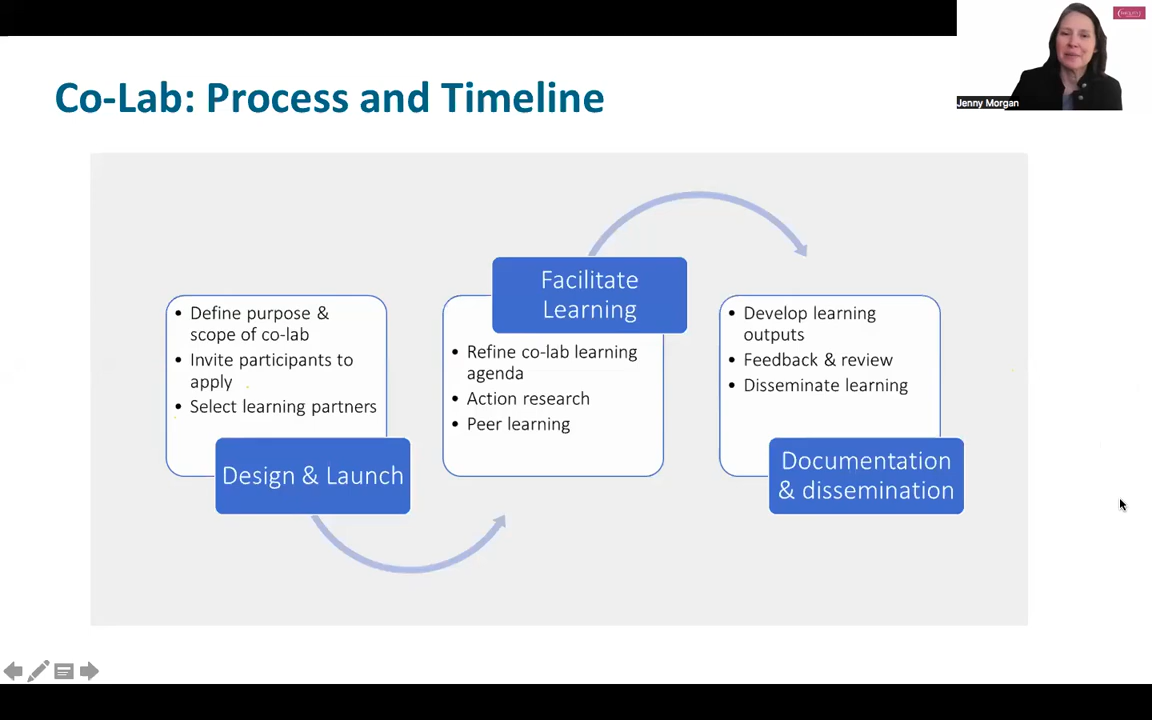 Co-Lab: Process and Timeline
Jenny Morgan
• Define purpose &
scope of co-lab
• Invite participants to
apply
• Select learning partners
Design & Launch
Facilitate
Learning
• Refine co-lab learning
agenda
• Action research
• Peer learning
• Develop learning
outputs
• Feedback & review
• Disseminate learning
Documentation
& dissemination